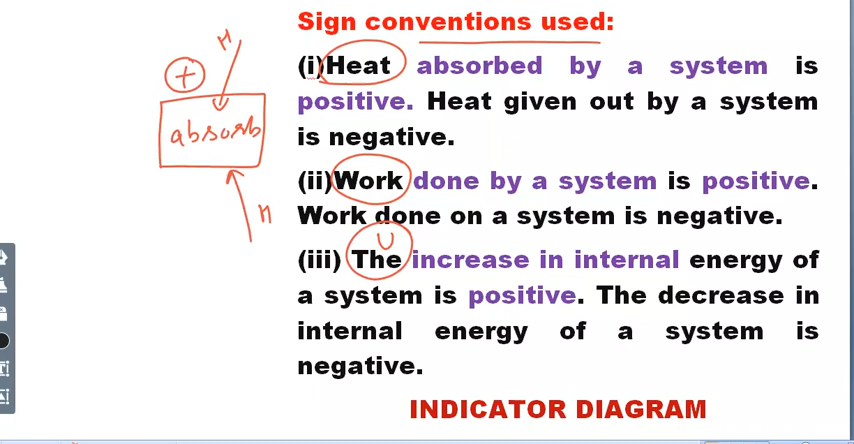 Sign conventions used:
H
+
(i) Heat absorbed by a system is
positive. Heat given out by a system
absorb
is negative.
(ii) Work done by a system is positive.
H
Work done on a system is negative.
U
(iii) The increase in internal energy of
a system is positive. The decrease in
internal energy of a system is
negative.
INDICATOR DIAGRAM